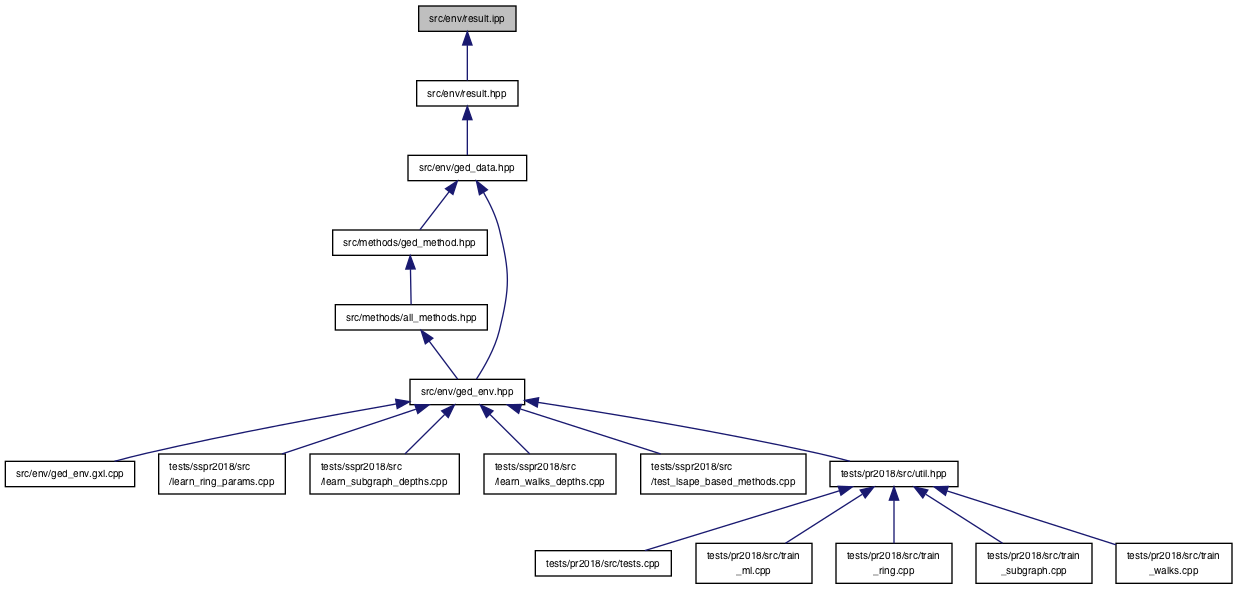 src/env/result.ipp
src/env/result.hpp
src/env/ged_data.hpp
src/methods/ged_method.hpp
src/methods/all_methods.hpp
src/env/ged_env.hpp
src/env/ged_env.gxl.cpp
tests/sspr2018/src
/learn_ring_params.cpp
tests/sspr2018/src
/learn_subgraph_depths.cpp
tests/sspr2018/src
/learn_walks_depths.cpp
tests/sspr2018/src
/test_lsape_based_methods.cpp
tests/pr2018/src/util.hpp
tests/pr2018/src/tests.cpp
tests/pr2018/src/train
_ml.cpp
tests/pr2018/src/train
_ring.cpp
tests/pr2018/src/train
_subgraph.cpp
tests/pr2018/src/train
_walks.cpp